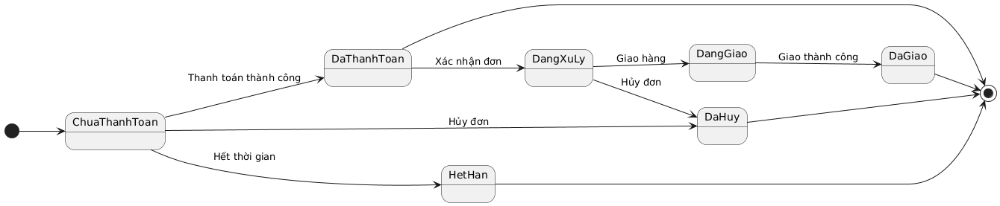 DaThanhToan
Xác nhận đơn
DangXuLy
Giao hàng
DangGiao
Giao thành công
DaGiao
Thanh toán thành công
Hủy đơn
ChuaThanhToan
Hủy đơn
DaHuy
Hết thời gian
HetHan